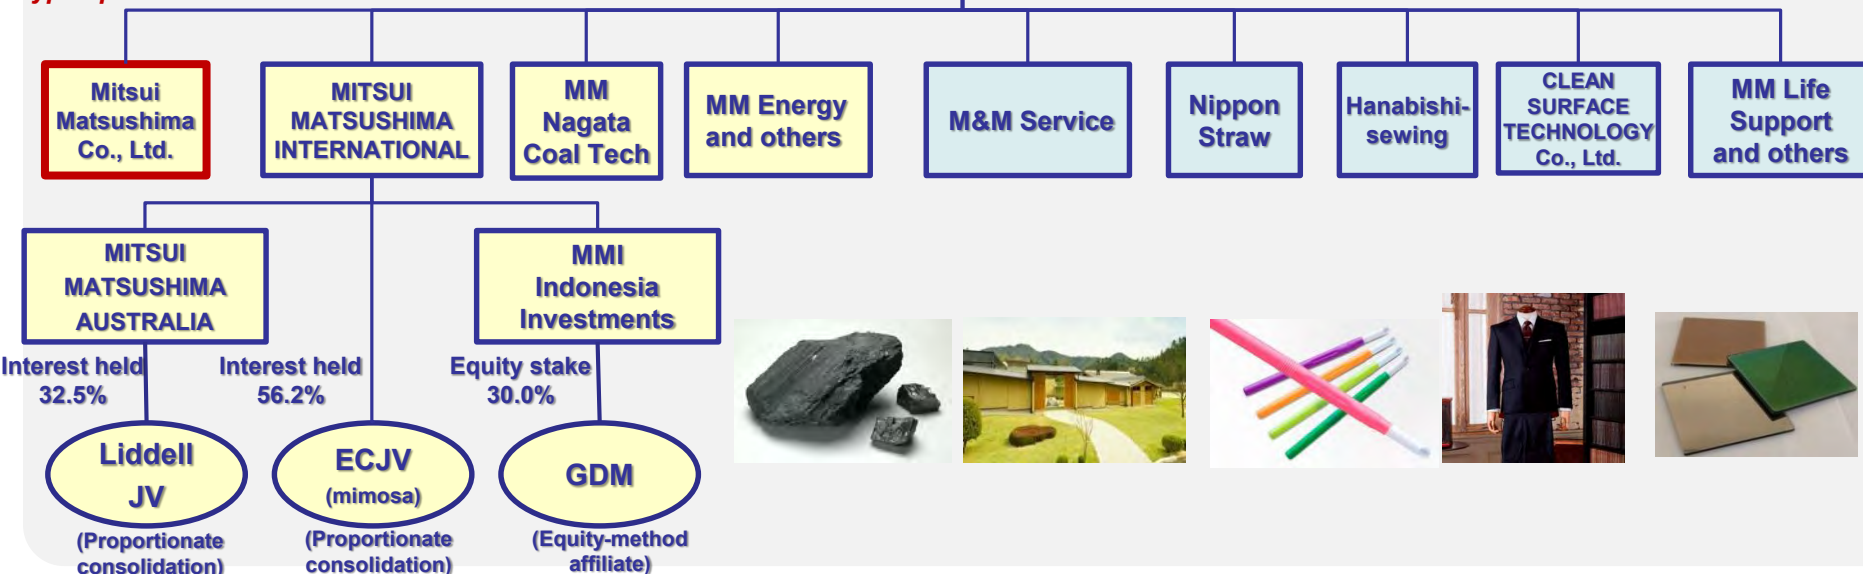 Mitsui
Matsushima
Co., Ltd.
MITSUI
MATSUSHIMA
INTERNATIONAL
MM
Nagata
Coal Tech
MM Energy
and others
M&M Service
Nippon
Straw
Hanabishi-
sewing
CLEAN
SURFACE
TECHNOLOGY
Co., Ltd.
MM Life
Support
and others
MITSUI
MATSUSHIMA
AUSTRALIA
MMI
Indonesia
Investments
Interest held
32.5%
Interest held
56.2%
Equity stake
30.0%
Liddell
JV
ECJV
(mimosa)
GDM
(Proportionate
consolidation)
(Proportionate
consolidation)
(Equity-method
affiliate)